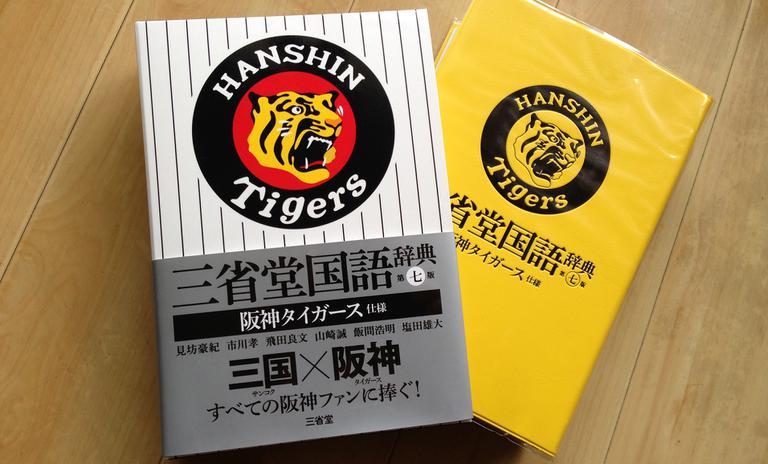 HANSHIN
Tigers
三省堂国語辞典
第七版
阪神タイガース仕様
見坊豪紀 市川孝 飛田良文 山崎誠 飯間浩明 塩田雄大
三国×阪神
サンコク タイガース
すべての阪神ファンに捧ぐ!
三省堂
HANSHIN
Tigers
省堂国語辞典
第七版
阪神タイガース仕様